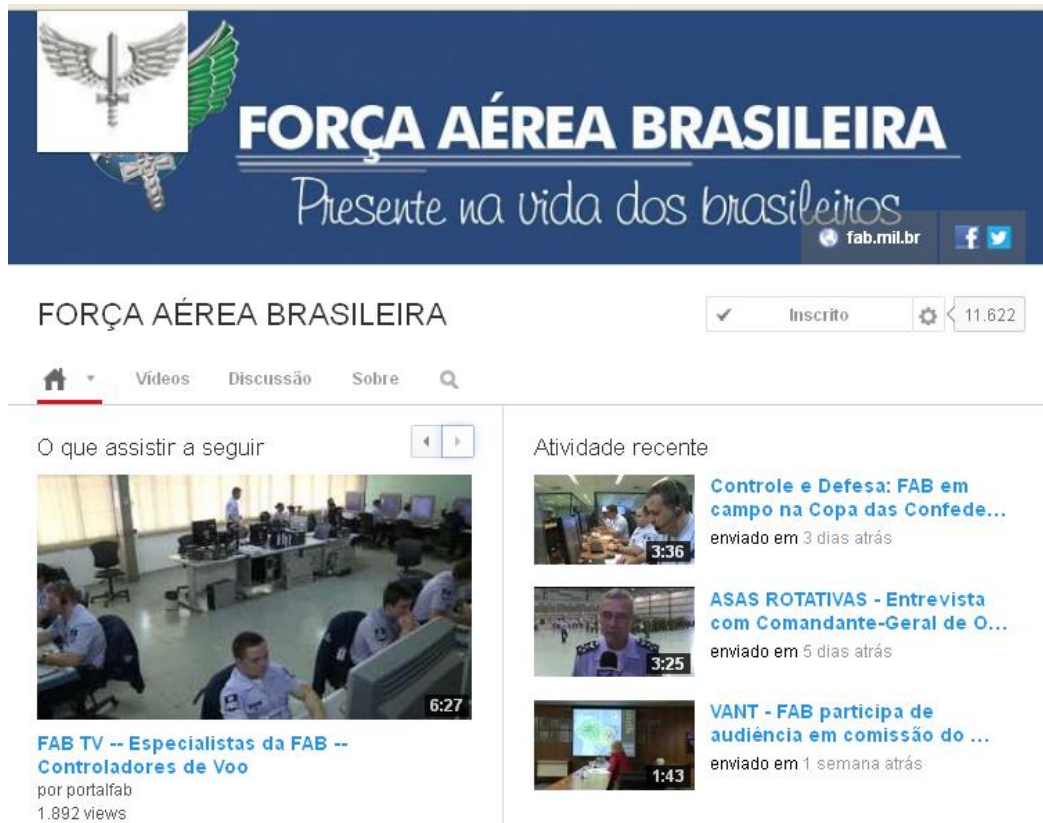 FORÇA AÉREA BRASILEIRA
Presente na vida dos brasileiros
fab.mil.br
FORÇA AÉREA BRASILEIRA
Inscrito
11.622
Vídeos Discussão Sobre
O que assistir a seguir
6:27
FAB TV -- Especialistas da FAB --
Controladores de Voo
por portalfab
1.892 views
Atividade recente
3:36
Controle e Defesa: FAB em
campo na Copa das Confede...
enviado em 3 dias atrás
3:25
ASAS ROTATIVAS - Entrevista
com Comandante-Geral de O...
enviado em 5 dias atrás
1:43
VANT - FAB participa de
audiência em comissão do ...
enviado em 1 semana atrás